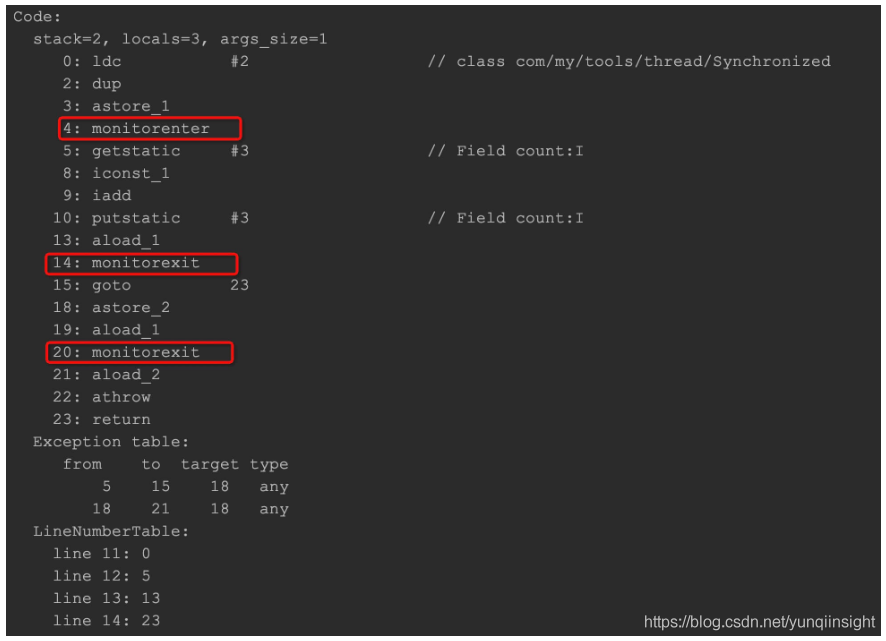 Code:
stack=2, locals=3, args_size=1
0: ldc #2 // class com/my/tools/thread/Synchronized
2: dup
3: astore_1
4: monitorenter
5: getstatic #3 // Field count:I
8: iconst_1
9: iadd
10: putstatic #3 // Field count:I
13: aload_1
14: monitorexit
15: goto 23
18: astore_2
19: aload_1
20: monitorexit
21: aload_2
22: athrow
23: return
Exception table:
from to target type
5 15 18 any
18 21 18 any
LineNumberTable:
line 11: 0
line 12: 5
line 13: 13
line 14: 23
https://blog.csdn.net/yunqiinsight